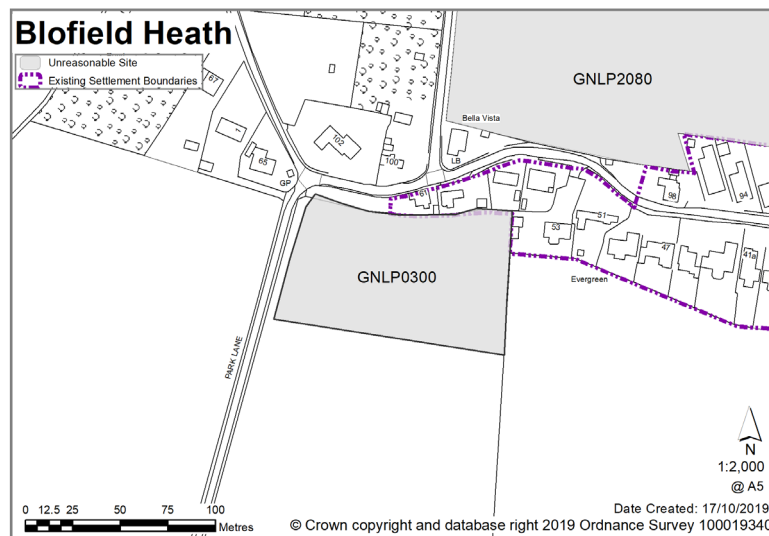 Blofield Heath
Unreasonable Site
Existing Settlement Boundaries
GNLP2080
67
Bella Vista
1
102
LB
65
100
GP
61
98
94
53
51
47
41a
GNLP0300
Evergreen
PARK LANE
N
1:2,000
@ A5
0 12.5 25 50 75 100
Metres
Date Created: 17/10/2019
© Crown copyright and database right 2019 Ordnance Survey 100019340